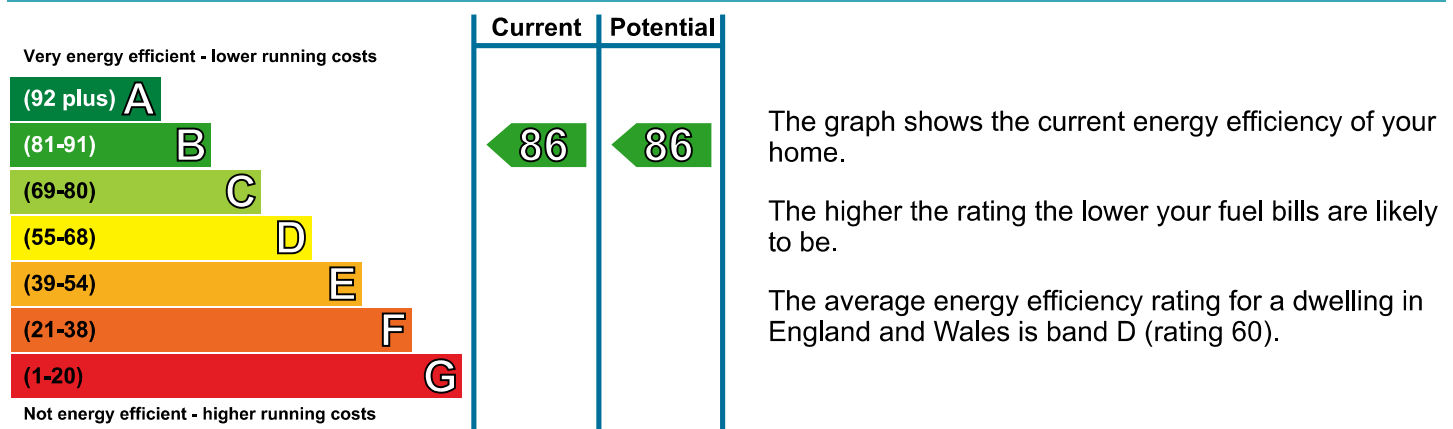 Current Potential
Very energy efficient - lower running costs
(92 plus) A
(81-91) B
86 86
(69-80) C
(55-68) D
(39-54) E
(21-38) F
(1-20) G
Not energy efficient - higher running costs
The graph shows the current energy efficiency of your
home.
The higher the rating the lower your fuel bills are likely
to be.
The average energy efficiency rating for a dwelling in
England and Wales is band D (rating 60).